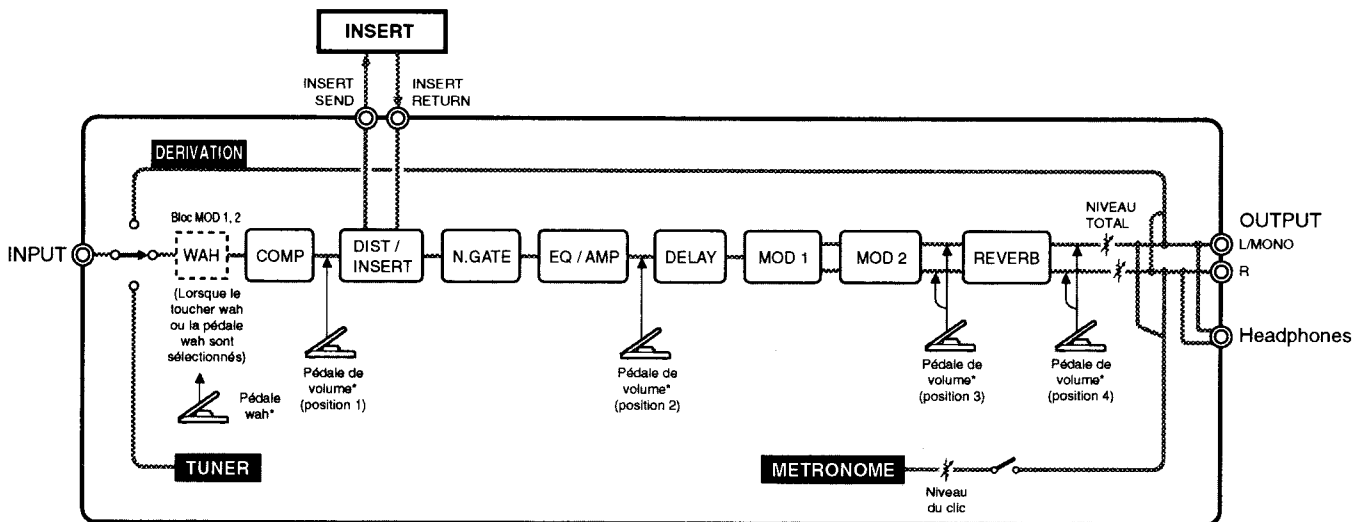 INSERT
INSERT
SEND
INSERT
RETURN
DERIVATION
Bloc MOD 1, 2
NIVEAU
TOTAL
OUTPUT
L/MONO
R
INPUT
WAH
COMP
DIST /
INSERT
N.GATE
EQ / AMP
DELAY
MOD 1
MOD 2
REVERB
(Lorsque le
toucher wah
ou la pédale
wah sont
sélectionnés)
Pédale
wah*
Pédale de
volume*
(position 1)
Pédale de
volume*
(position 2)
Pédale de
volume*
(position 3)
Pédale de
volume*
(position 4)
Headphones
TUNER
METRONOME
Niveau
du clic